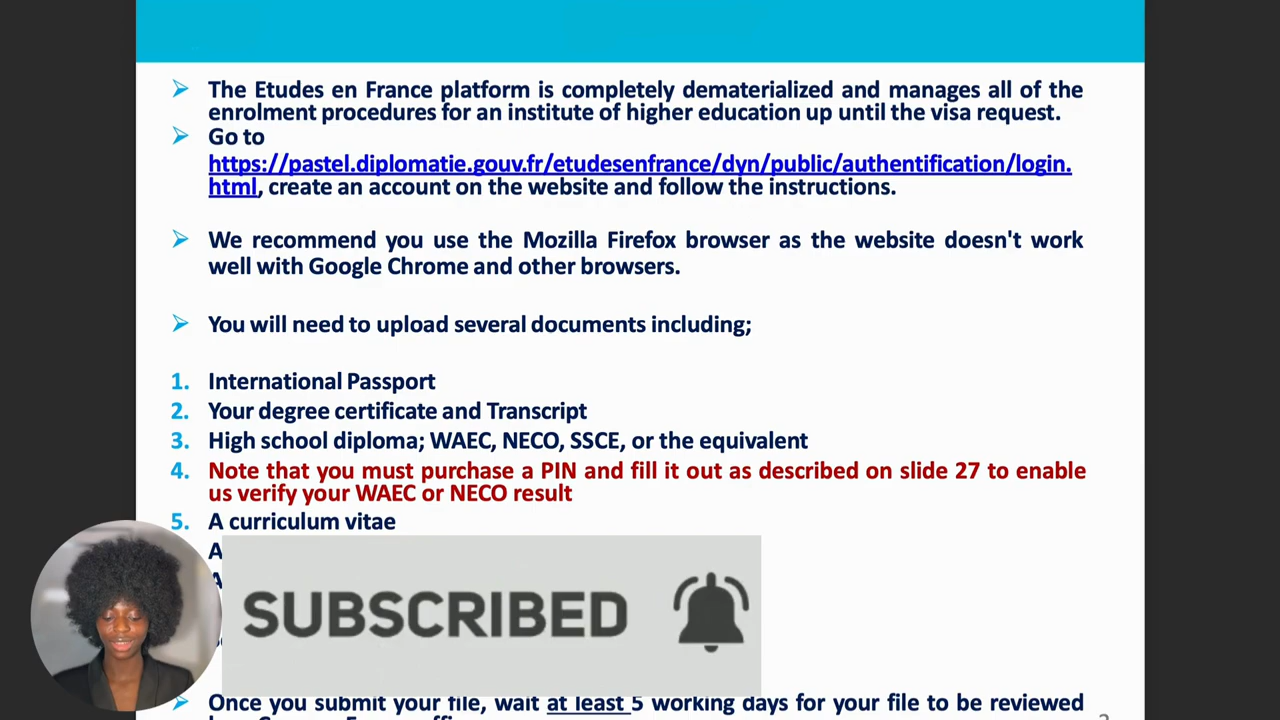 ➢ The Etudes en France platform is completely dematerialized and manages all of the
enrolment procedures for an institute of higher education up until the visa request.
➢ Go to
https://pastel.diplomatie.gouv.fr/etudesenfrance/dyn/public/authentification/login.
html, create an account on the website and follow the instructions.
➢ We recommend you use the Mozilla Firefox browser as the website doesn't work
well with Google Chrome and other browsers.
➢ You will need to upload several documents including;
1. International Passport
2. Your degree certificate and Transcript
3. High school diploma; WAEC, NECO, SSCE, or the equivalent
4. Note that you must purchase a PIN and fill it out as described on slide 27 to enable
us verify your WAEC or NECO result
5. A curriculum vitae
A
SUBSCRIBED
➢ Once you submit your file, wait at least 5 working days for your file to be reviewed